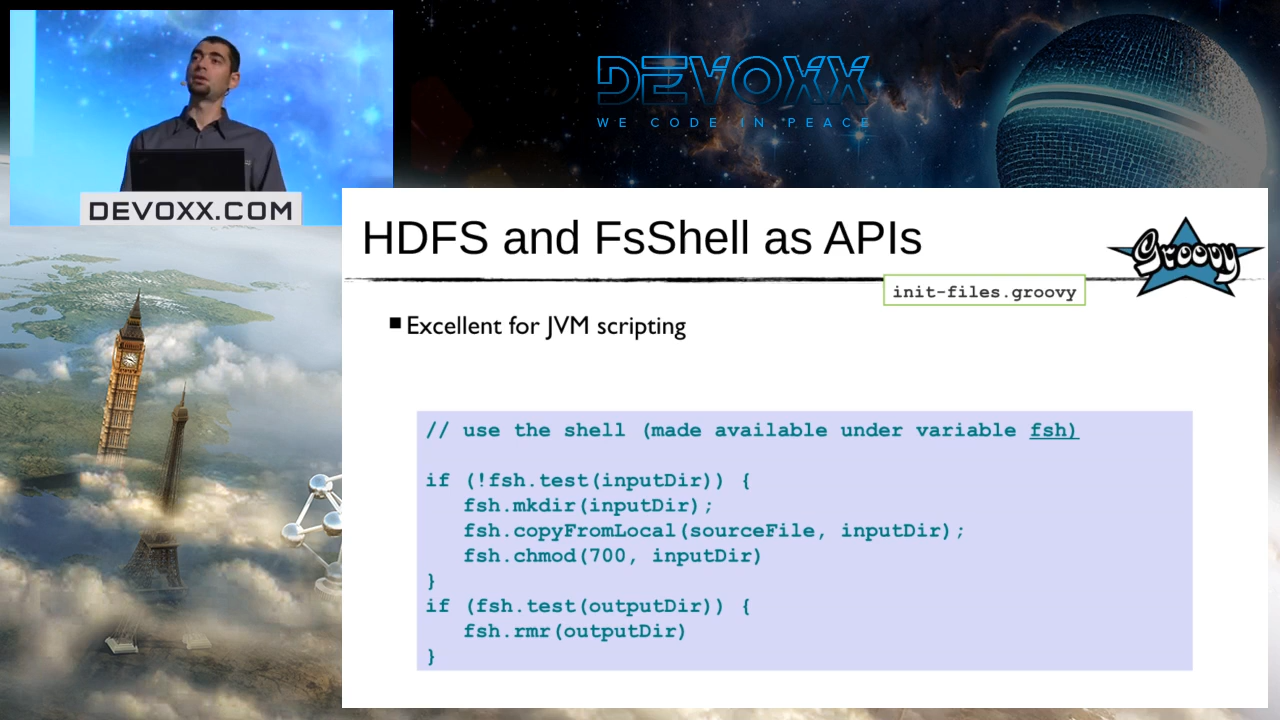 DEVOXX
WE CODE IN PEACE
DEVOXX.COM
HDFS and FsShell as APIs
Groovy
init-files.groovy
Excellent for JVM scripting
// use the shell (made available under variable fsh)
if (!fsh.test(inputDir)) {
fsh.mkdir(inputDir);
fsh.copyFromLocal(sourceFile, inputDir);
fsh.chmod(700, inputDir)
}
if (fsh.test(outputDir)) {
fsh.rmr(outputDir)
}